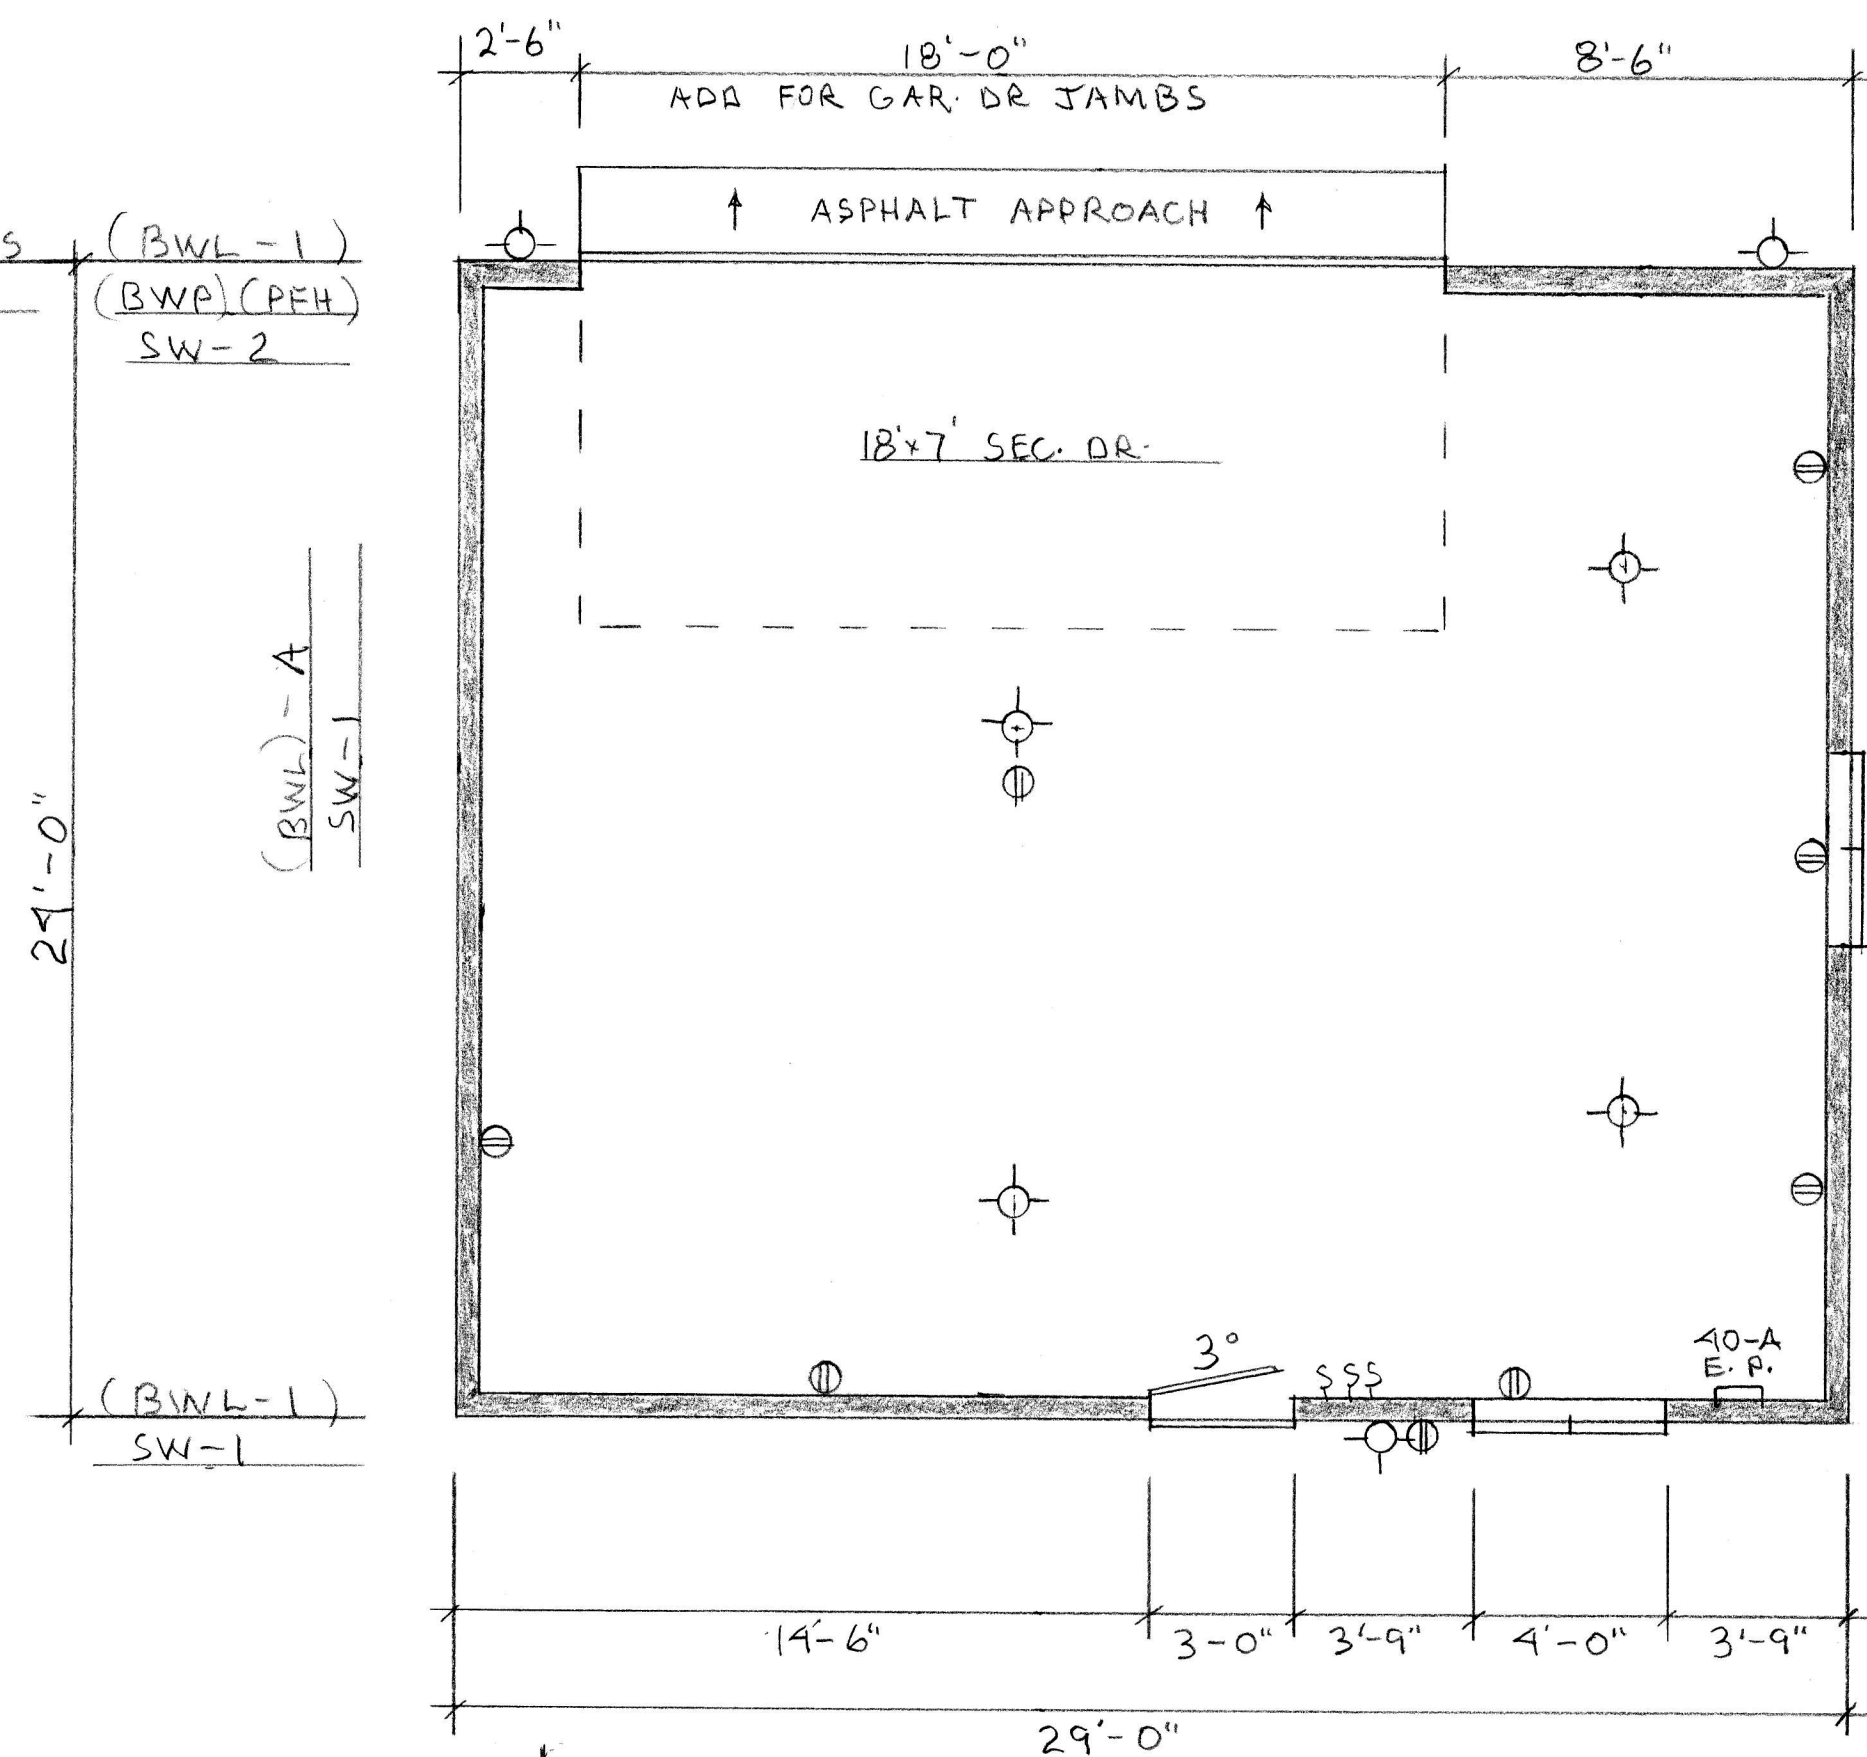 2'-6"
18'-0"
8'-6"
ADD FOR GAR. DR JAMBS
ASPHALT APPROACH
S
(BWL-1)
(BWP)(PFH)
SW-2
18'x7' SEC. DR.
(BWL)-A
SW-1
24'-0"
3°
SSS
40-A
E. P.
(BWL-1)
SW-1
14'-6"
3-0"
3'-9"
4'-0"
3'-9"
29'-0"